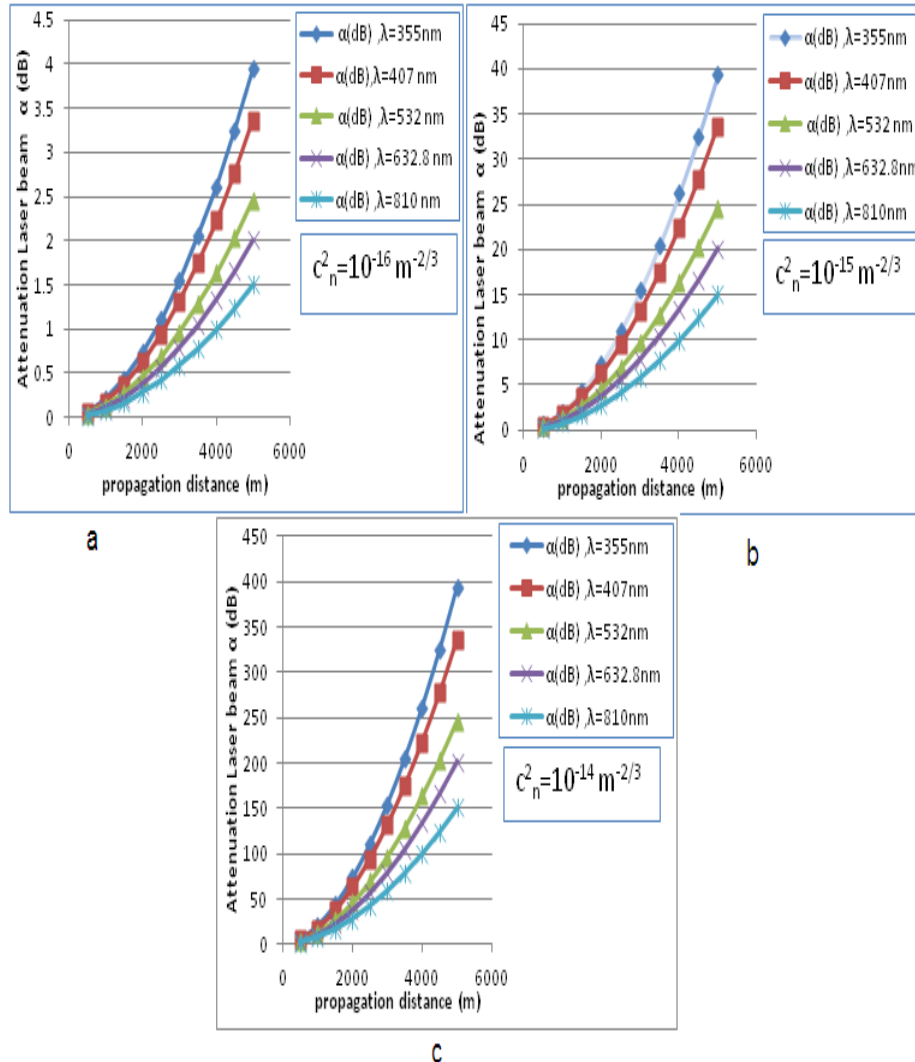 Attenuation Laser beam α (dB)
4.5
4
3.5
3
2.5
2
1.5
1
0.5
0
0 2000 4000 6000
propagation distance (m)
α(dB) ,λ=355nm
α(dB) ,λ=407 nm
α(dB) ,λ=532 nm
α(dB) ,λ=632.8 nm
α(dB) ,λ=810 nm
c²ₙ=10⁻¹⁶ m⁻²/³
a
Attenuation Laser beam α (dB)
45
40
35
30
25
20
15
10
5
0
0 2000 4000 6000
propagation distance (m)
α(dB) ,λ=355nm
α(dB) ,λ=407nm
α(dB) ,λ=532 nm
α(dB) ,λ=632.8nm
α(dB) ,λ=810nm
c²ₙ=10⁻¹⁵ m⁻²/³
b
Attenuation Laser beam α (dB)
450
400
350
300
250
200
150
100
50
0
0 2000 4000 6000
propagation distance (m)
α(dB) ,λ=355nm
α(dB) ,λ=407nm
α(dB) ,λ=532nm
α(dB) ,λ=632.8nm
α(dB) ,λ=810nm
c²ₙ=10⁻¹⁴ m⁻²/³
c